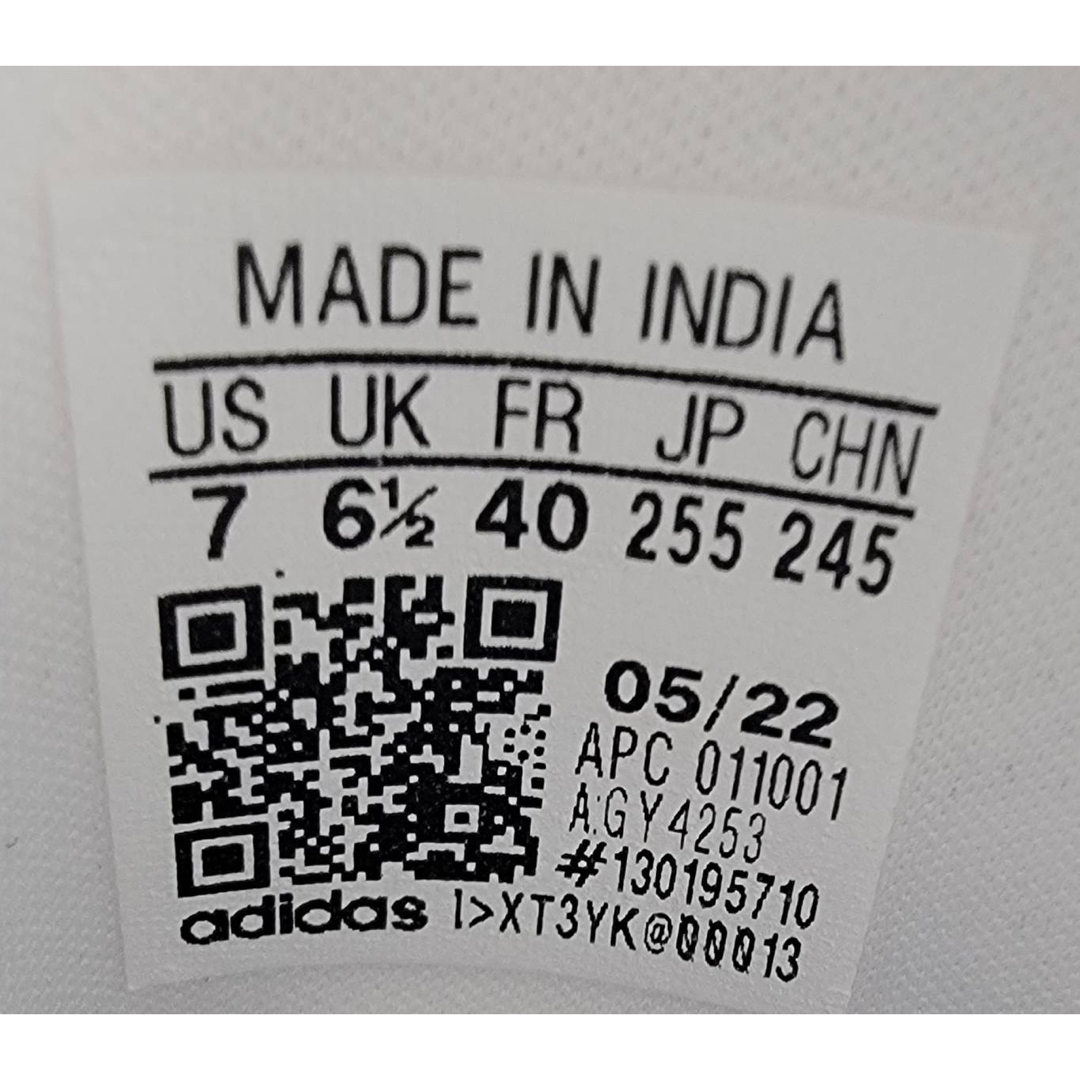 MADE IN INDIA
US UK FR JP CHN
7 6½ 40 255 245
05/22
APC 011001
A:GY4253
#130195710
adidas 1>XT3YK@00013